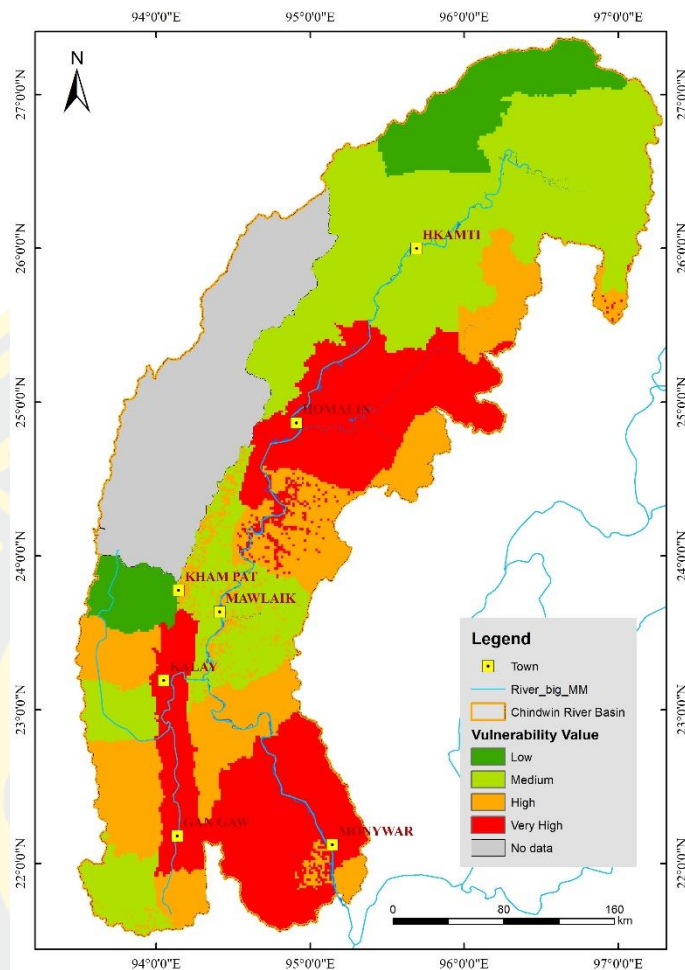 94°0'0"E 95°0'0"E 96°0'0"E 97°0'0"E
N
27°0'0"N 27°0'0"N
26°0'0"N 26°0'0"N
25°0'0"N 25°0'0"N
24°0'0"N 24°0'0"N
23°0'0"N 23°0'0"N
22°0'0"N 22°0'0"N
HKAMTI
HOMALIN
KHAM PAT
MAWLAIK
KALAY
GAN GAW
MONYWAR
Legend
Town
River_big_MM
Chindwin River Basin
Vulnerability Value
Low
Medium
High
Very High
No data
0 80 160
km
94°0'0"E 95°0'0"E 96°0'0"E 97°0'0"E